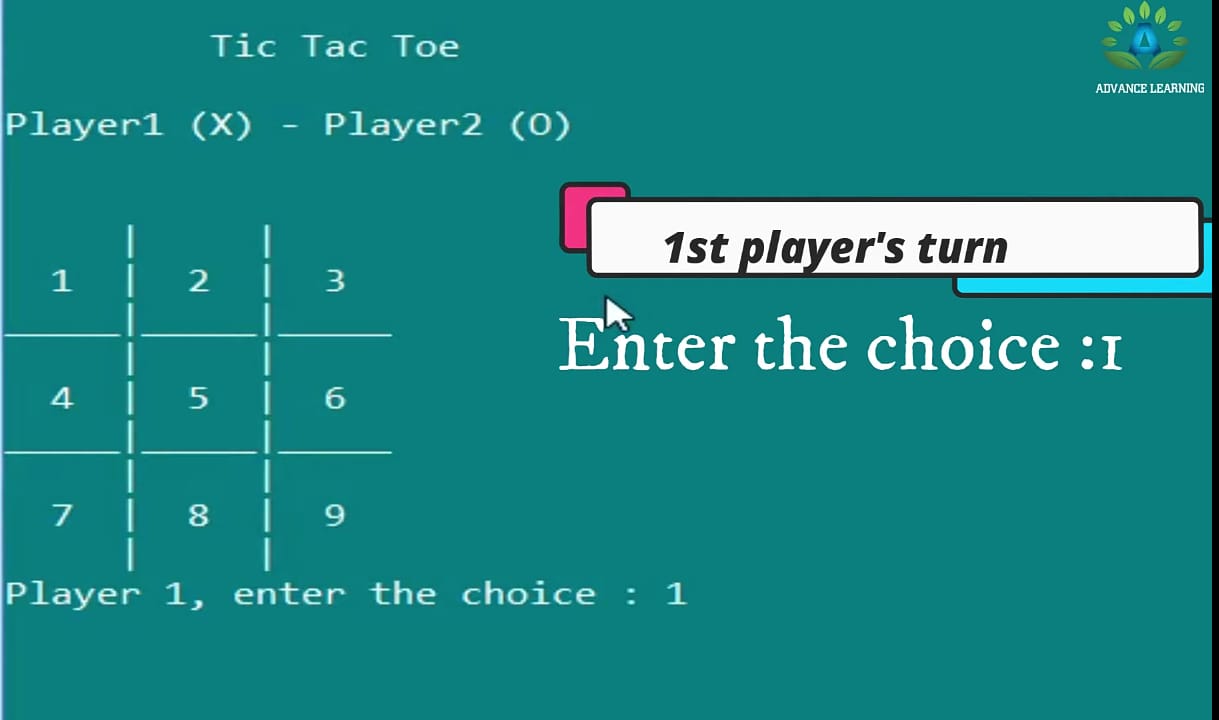 Tic Tac Toe
ADVANCE LEARNING
Player1 (X) - Player2 (O)
1st player's turn
1 | 2 | 3
Enter the choice :1
4 | 5 | 6
7 | 8 | 9
Player 1, enter the choice : 1